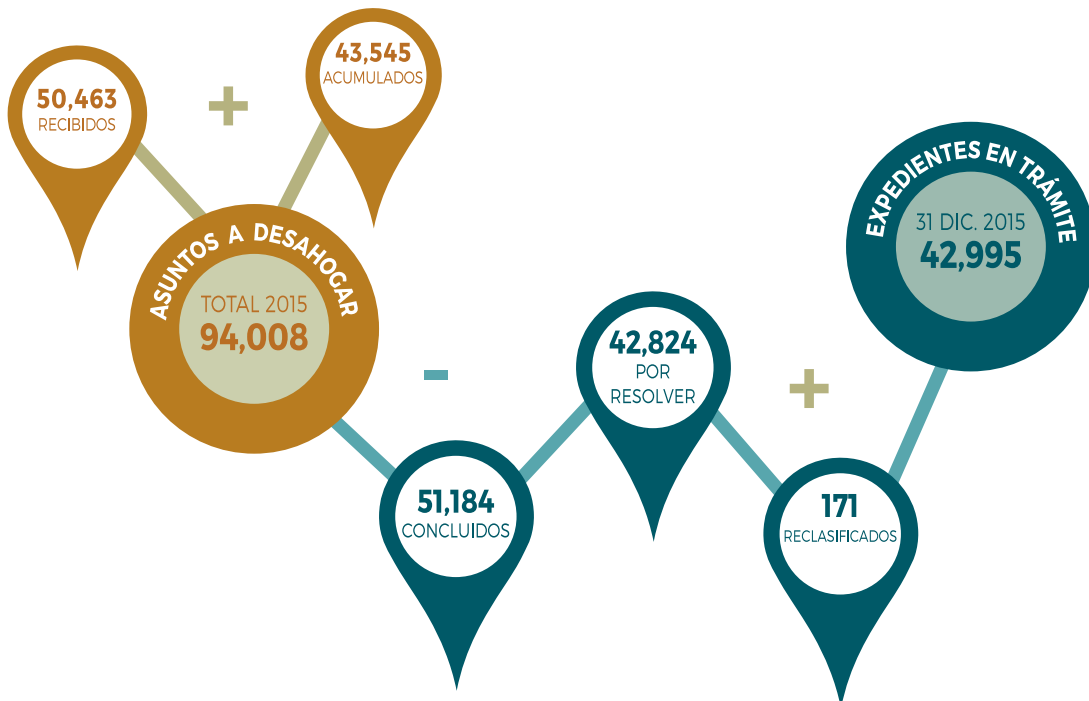 50,463
RECIBIDOS
+
43,545
ACUMULADOS
ASUNTOS A DESAHOGAR
TOTAL 2015
94,008
-
51,184
CONCLUIDOS
42,824
POR
RESOLVER
+
171
RECLASIFICADOS
EXPEDIENTES EN TRÁMITE
31 DIC. 2015
42,995